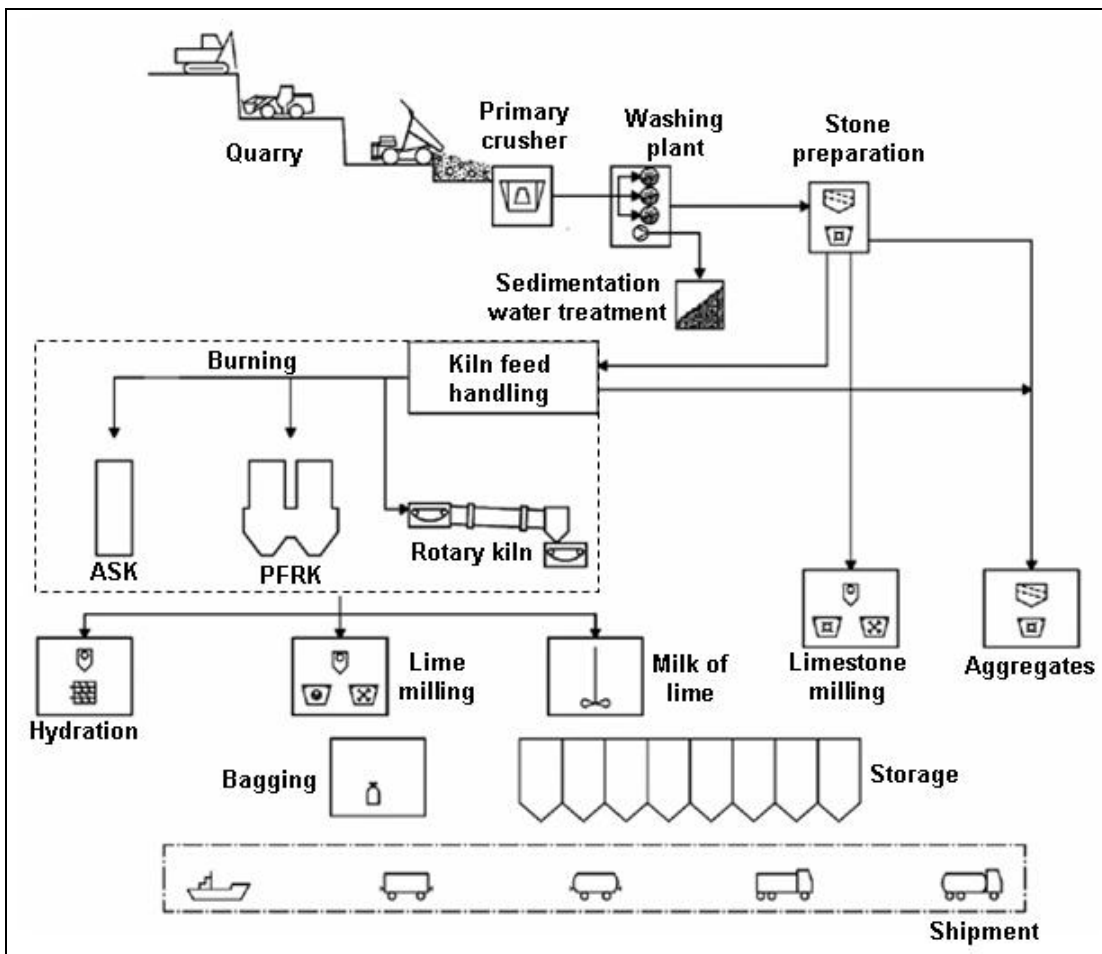 Quarry
Primary
crusher
Washing
plant
Stone
preparation
Sedimentation
water treatment
Burning
Kiln feed
handling
ASK
PFRK
Rotary kiln
Hydration
Lime
milling
Milk of
lime
Limestone
milling
Aggregates
Bagging
Storage
Shipment